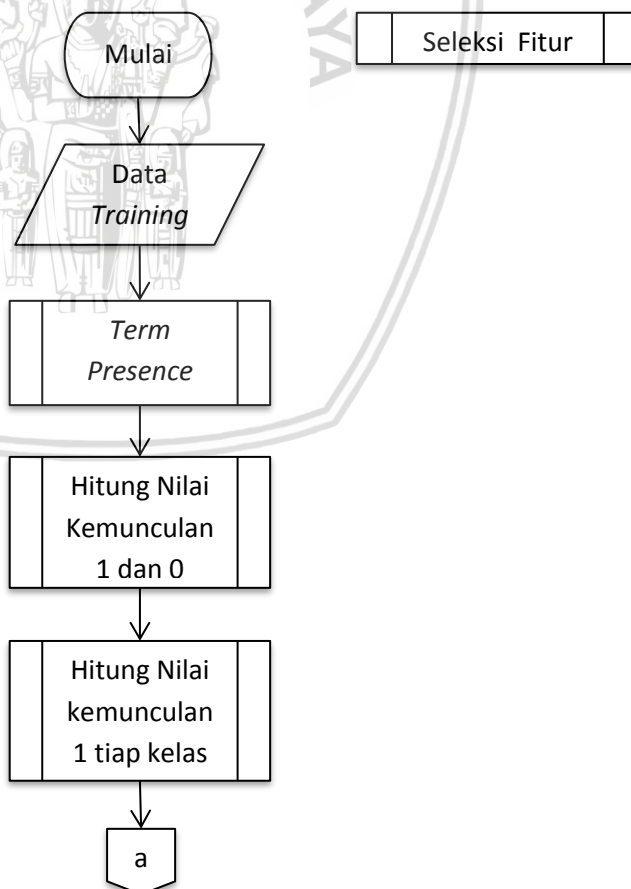 Mulai
Seleksi Fitur
Data
Training
Term
Presence
Hitung Nilai
Kemunculan
1 dan 0
Hitung Nilai
kemunculan
1 tiap kelas
a